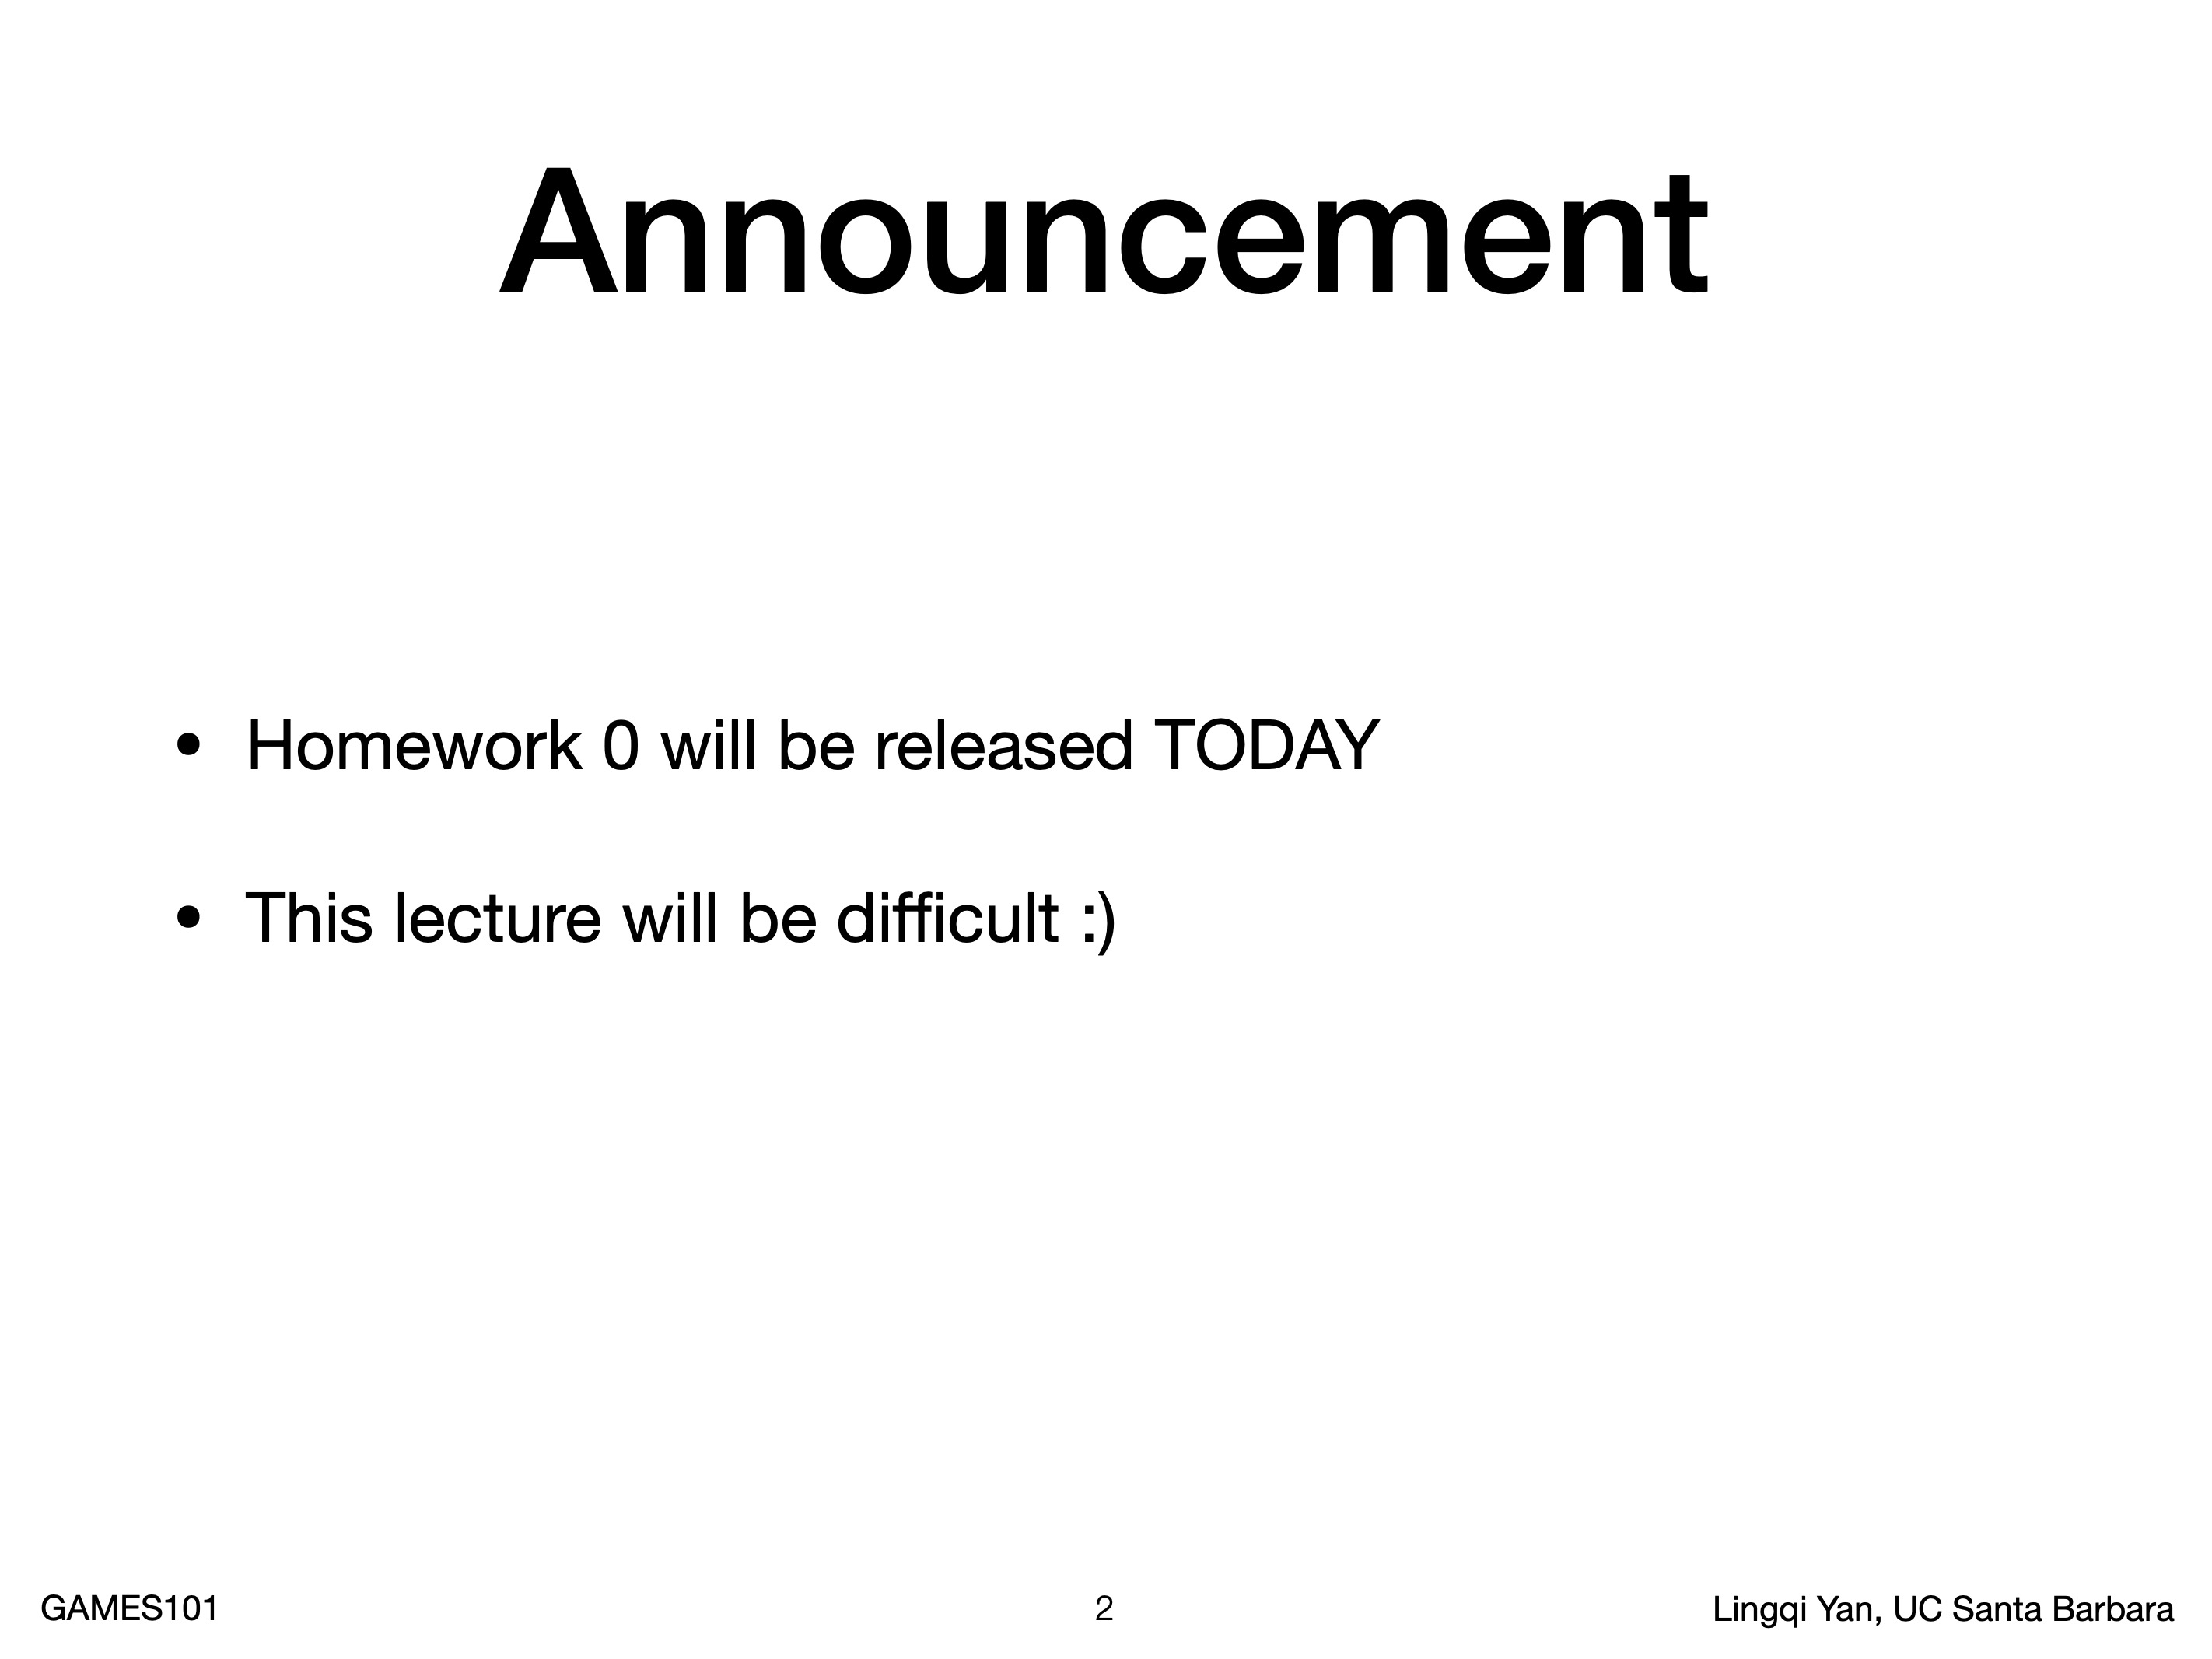 Announcement
• Homework 0 will be released TODAY
• This lecture will be difficult :)
GAMES101
2
Lingqi Yan, UC Santa Barbara